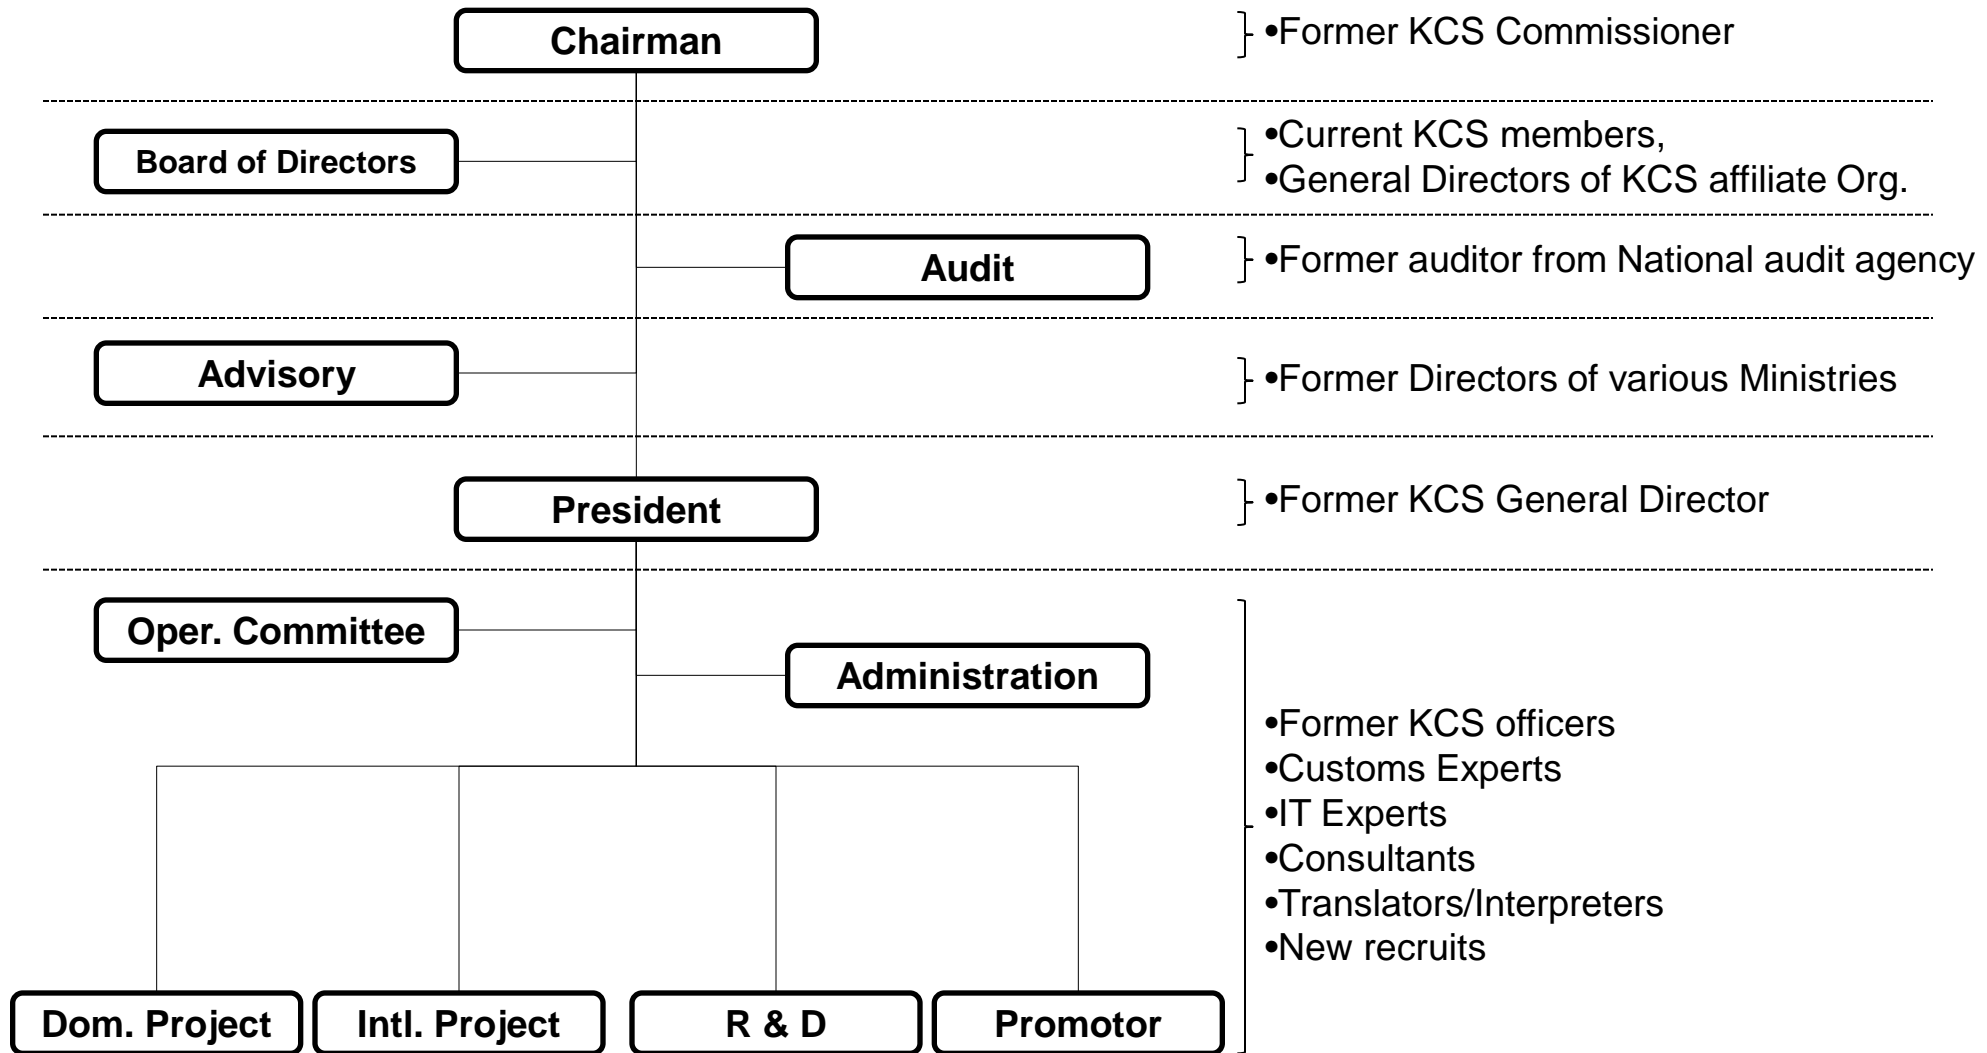 Chairman
•Former KCS Commissioner
Board of Directors
•Current KCS members,
•General Directors of KCS affiliate Org.
Audit
•Former auditor from National audit agency
Advisory
•Former Directors of various Ministries
President
•Former KCS General Director
Oper. Committee
Administration
•Former KCS officers
•Customs Experts
•IT Experts
•Consultants
•Translators/Interpreters
•New recruits
Dom. Project
Intl. Project
R & D
Promotor